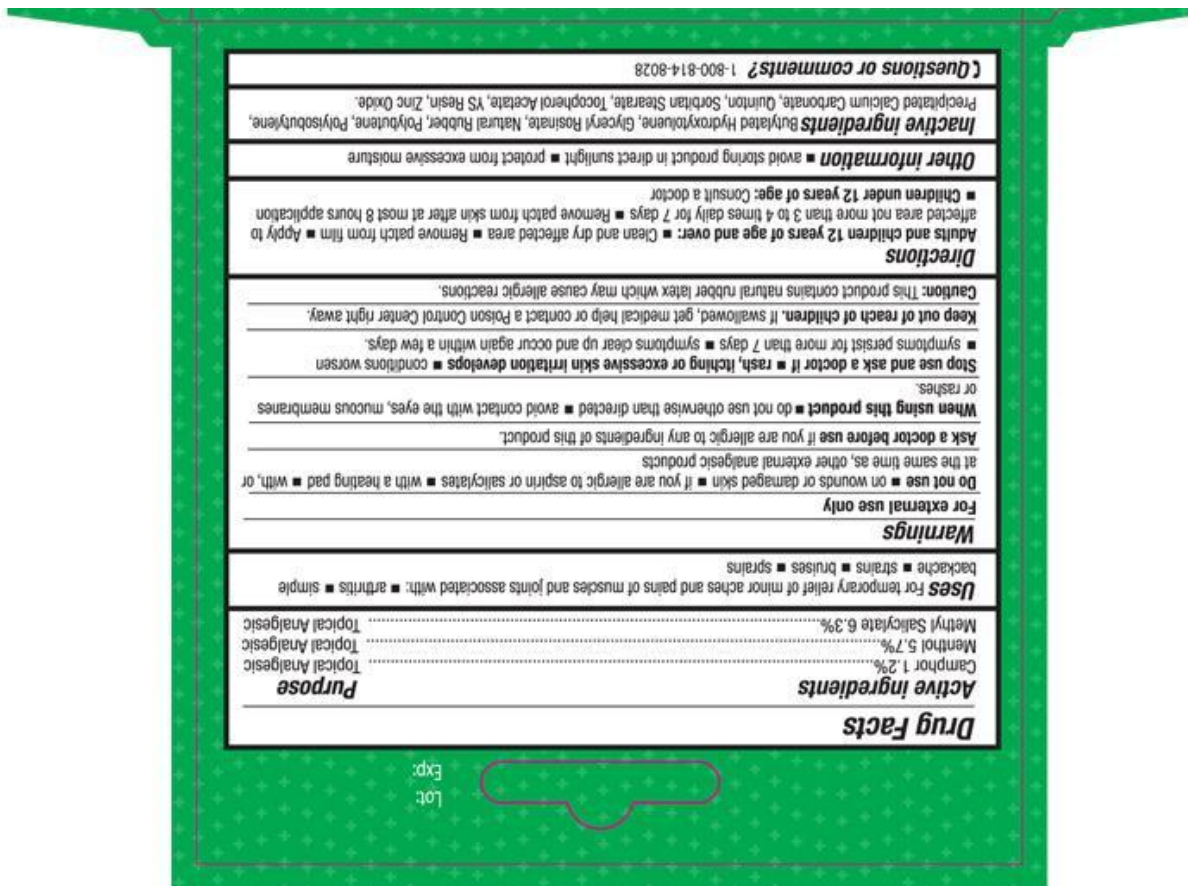 Lot:
Exp:
Drug Facts
Active ingredients Purpose
Camphor 1.2%........ Topical Analgesic
Menthol 5.7%........ Topical Analgesic
Methyl Salicylate 6.3%........ Topical Analgesic
Uses For temporary relief of minor aches and pains of muscles and joints associated with: ■ arthritis ■ simple
backache ■ strains ■ bruises ■ sprains
Warnings
For external use only
Do not use ■ on wounds or damaged skin ■ if you are allergic to aspirin or salicylates ■ with a heating pad ■ with, or
at the same time as, other external analgesic products
Ask a doctor before use if you are allergic to any ingredients of this product.
When using this product ■ do not use otherwise than directed ■ avoid contact with the eyes, mucous membranes
or rashes.
Stop use and ask a doctor if ■ rash, itching or excessive skin irritation develops ■ conditions worsen
■ symptoms persist for more than 7 days ■ symptoms clear up and occur again within a few days.
Keep out of reach of children. If swallowed, get medical help or contact a Poison Control Center right away.
Caution: This product contains natural rubber latex which may cause allergic reactions.
Directions
Adults and children 12 years of age and over: ■ Clean and dry affected area ■ Remove patch from film ■ Apply to
affected area not more than 3 to 4 times daily for 7 days ■ Remove patch from skin after at most 8 hours application
■ Children under 12 years of age: Consult a doctor
Other information ■ avoid storing product in direct sunlight ■ protect from excessive moisture
Inactive ingredients Butylated Hydroxytoluene, Glyceryl Rosinate, Natural Rubber, Polybutene, Polyisobutylene,
Precipitated Calcium Carbonate, Quinton, Sorbitan Stearate, Tocopherol Acetate, YS Resin, Zinc Oxide.
Questions or comments? 1-800-814-8028